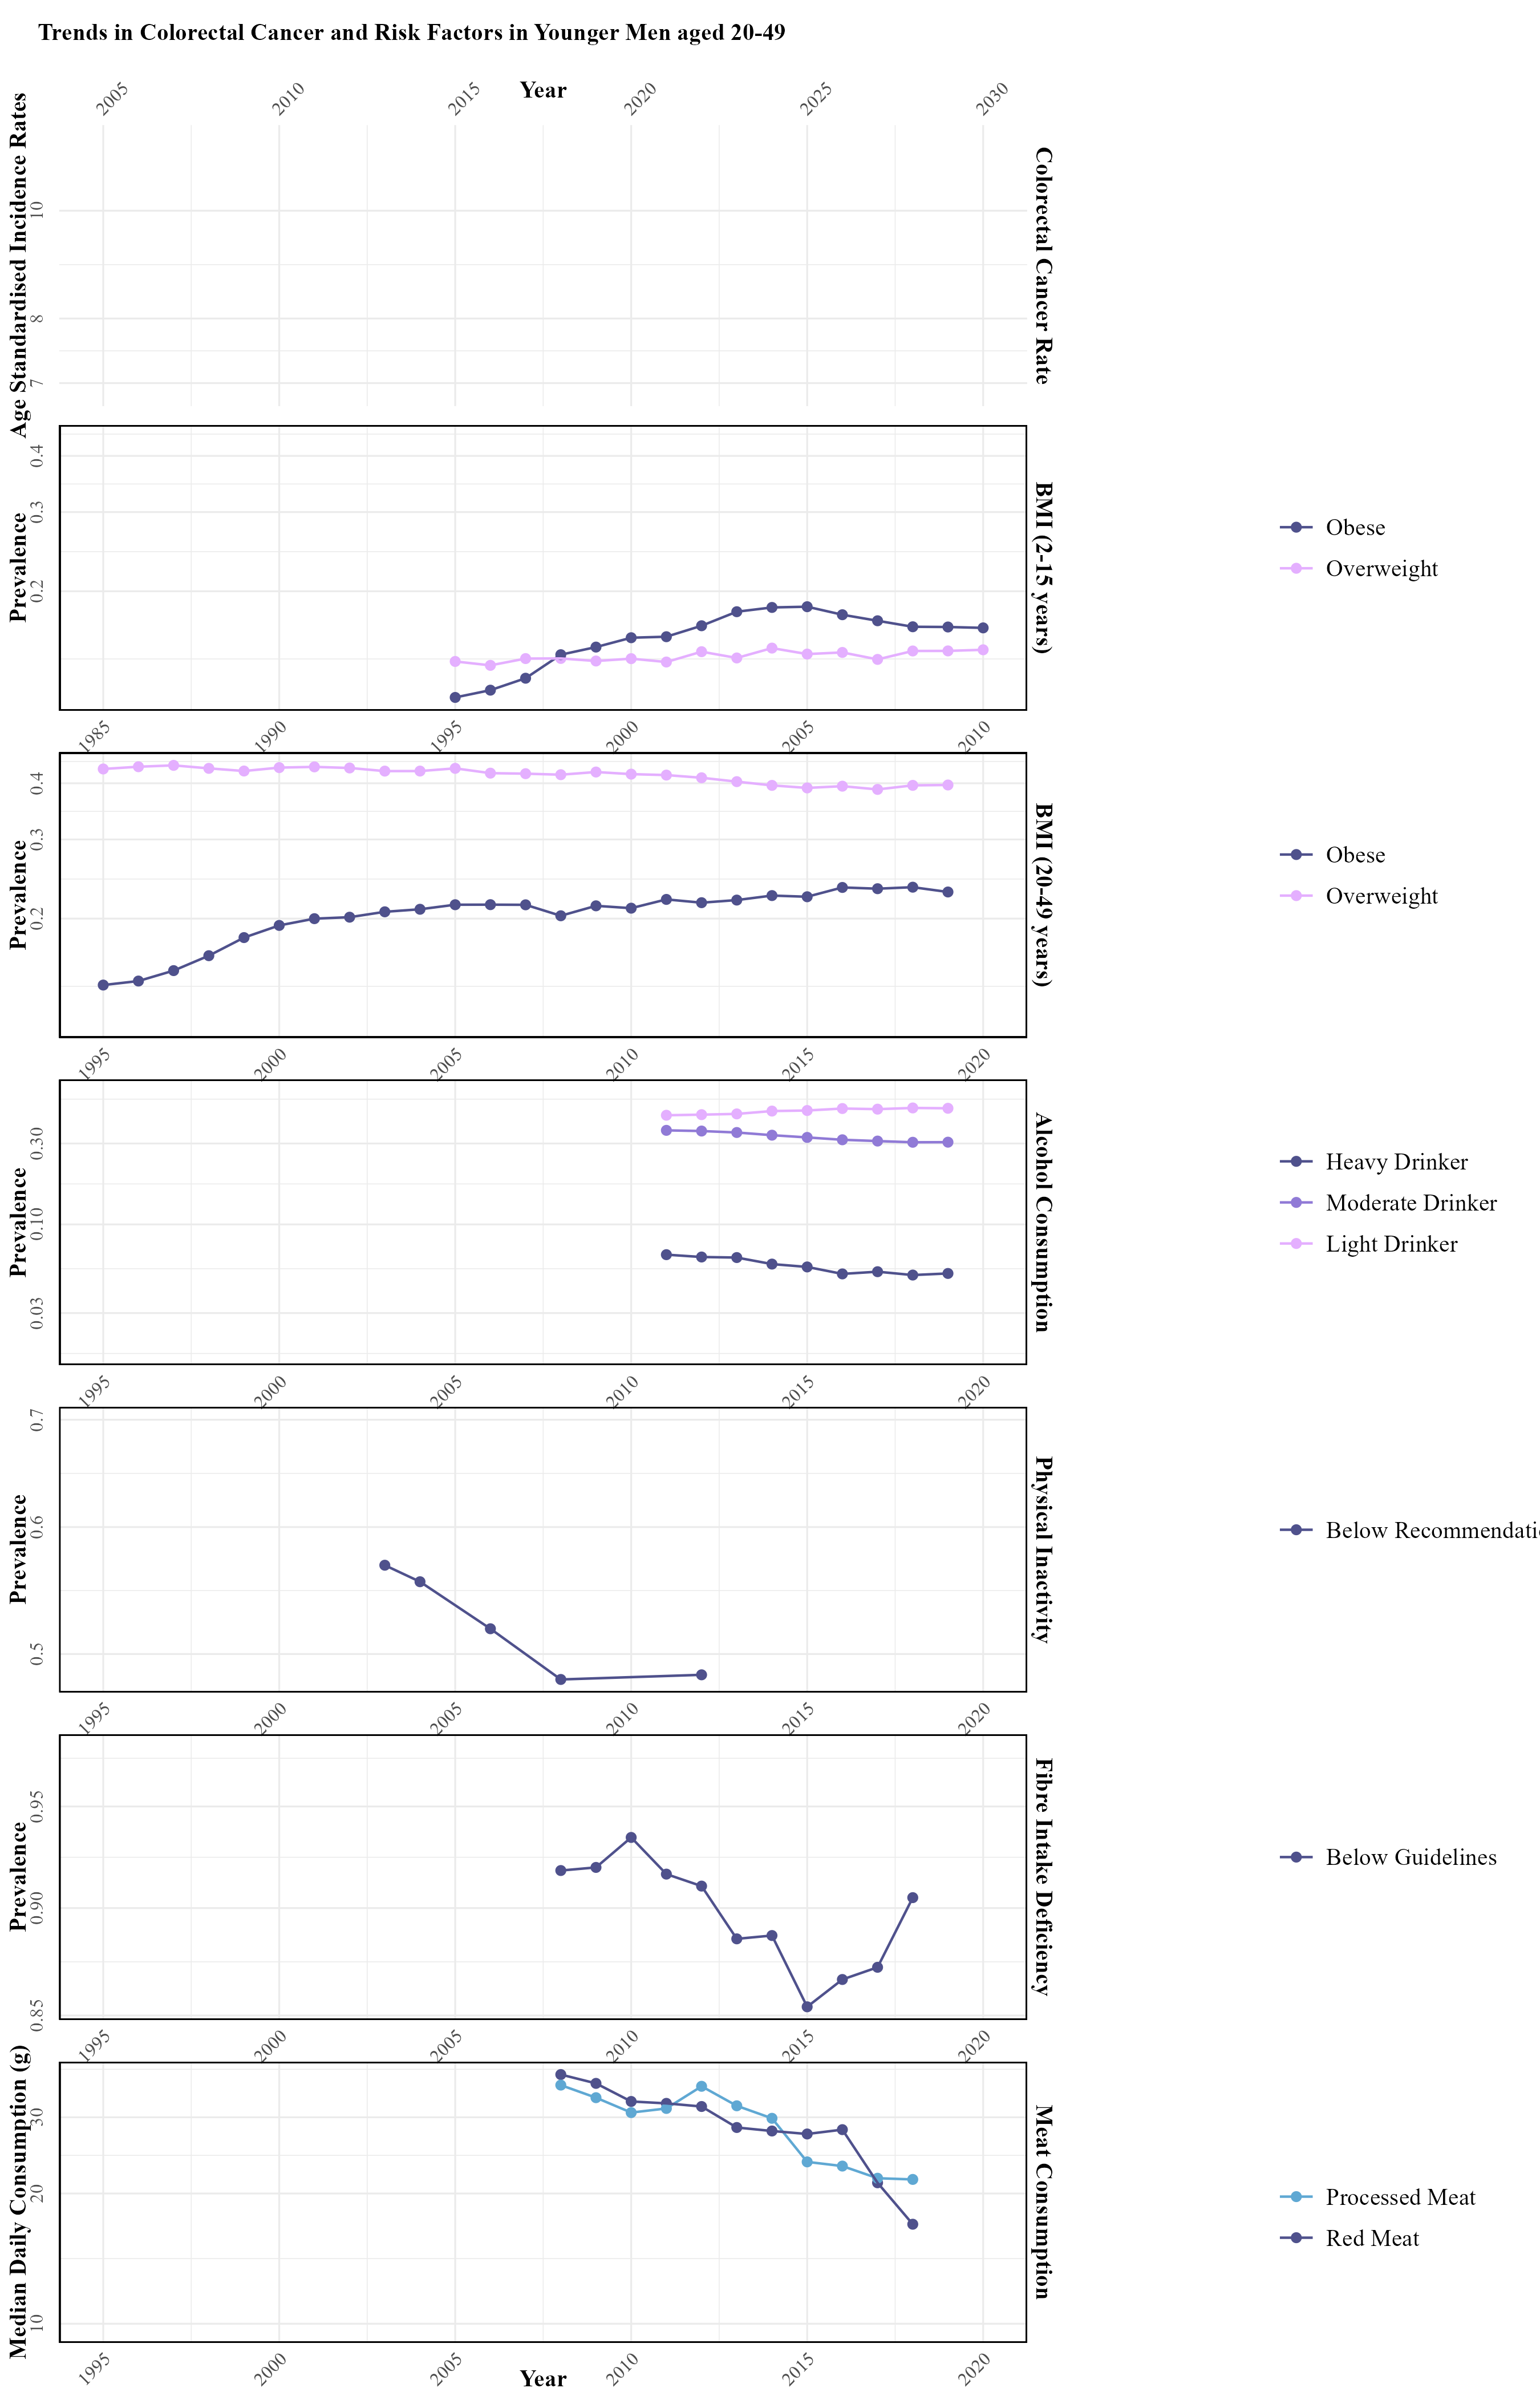 Trends in Colorectal Cancer and Risk Factors in Younger Men aged 20-49
Year
2005 2010 2015 2020 2025 2030
Age Standardised Incidence Rates
10
8
7
Colorectal Cancer Rate
Prevalence
0.4
0.3
0.2
BMI (2-15 years)
Obese
Overweight
1985 1990 1995 2000 2005 2010
Prevalence
0.4
0.3
0.2
BMI (20-49 years)
Obese
Overweight
1995 2000 2005 2010 2015 2020
Prevalence
0.30
0.10
0.03
Alcohol Consumption
Heavy Drinker
Moderate Drinker
Light Drinker
1995 2000 2005 2010 2015 2020
Prevalence
0.7
0.6
0.5
Physical Inactivity
Below Recommendati
1995 2000 2005 2010 2015 2020
Prevalence
0.95
0.90
0.85
Fibre Intake Deficiency
Below Guidelines
1995 2000 2005 2010 2015 2020
Median Daily Consumption (g)
30
20
10
Meat Consumption
Processed Meat
Red Meat
1995 2000 2005 2010 2015 2020
Year